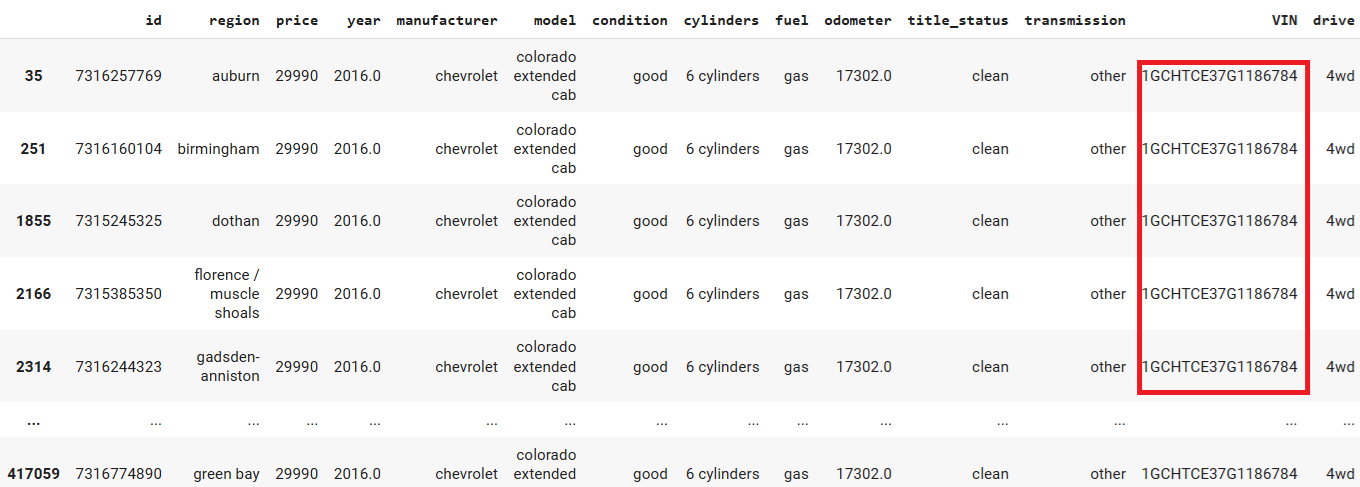 id region price year manufacturer model condition cylinders fuel odometer title_status transmission VIN drive
colorado
35 7316257769 auburn 29990 2016.0 chevrolet extended good 6 cylinders gas 17302.0 clean other 1GCHTCE37G1186784 4wd
cab
colorado
251 7316160104 birmingham 29990 2016.0 chevrolet extended good 6 cylinders gas 17302.0 clean other 1GCHTCE37G1186784 4wd
cab
colorado
1855 7315245325 dothan 29990 2016.0 chevrolet extended good 6 cylinders gas 17302.0 clean other 1GCHTCE37G1186784 4wd
cab
florence / colorado
2166 7315385350 muscle 29990 2016.0 chevrolet extended good 6 cylinders gas 17302.0 clean other 1GCHTCE37G1186784 4wd
shoals cab
gadsden- colorado
2314 7316244323 anniston 29990 2016.0 chevrolet extended good 6 cylinders gas 17302.0 clean other 1GCHTCE37G1186784 4wd
cab
... ... ... ... ... ... ... ... ... ... ... ... ... ... ...
colorado
417059 7316774890 green bay 29990 2016.0 chevrolet extended good 6 cylinders gas 17302.0 clean other 1GCHTCE37G1186784 4wd